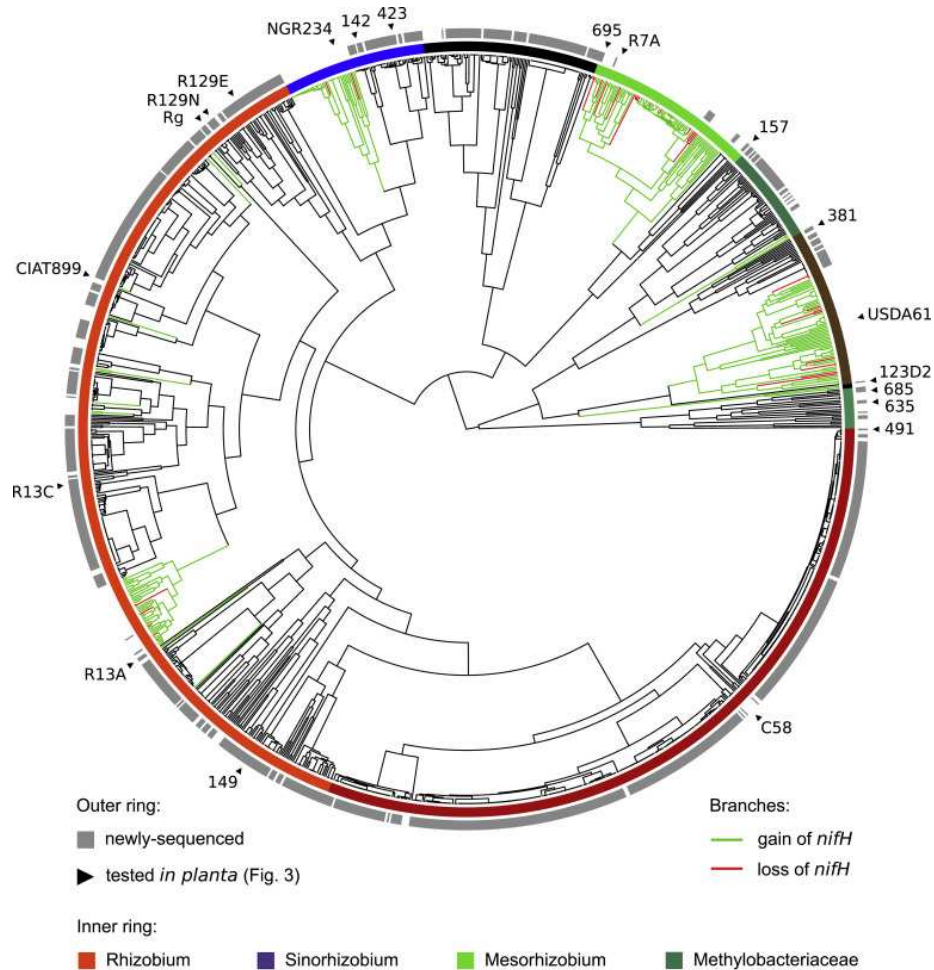 423
142
NGR234
695
R7A
R129E
R129N
Rg
157
381
CIAT899
USDA61
123D2
685
635
491
R13C
R13A
C58
149
Outer ring:
newly-sequenced
tested in planta (Fig. 3)
Branches:
gain of nifH
loss of nifH
Inner ring:
Rhizobium Sinorhizobium Mesorhizobium Methylobacteriaceae